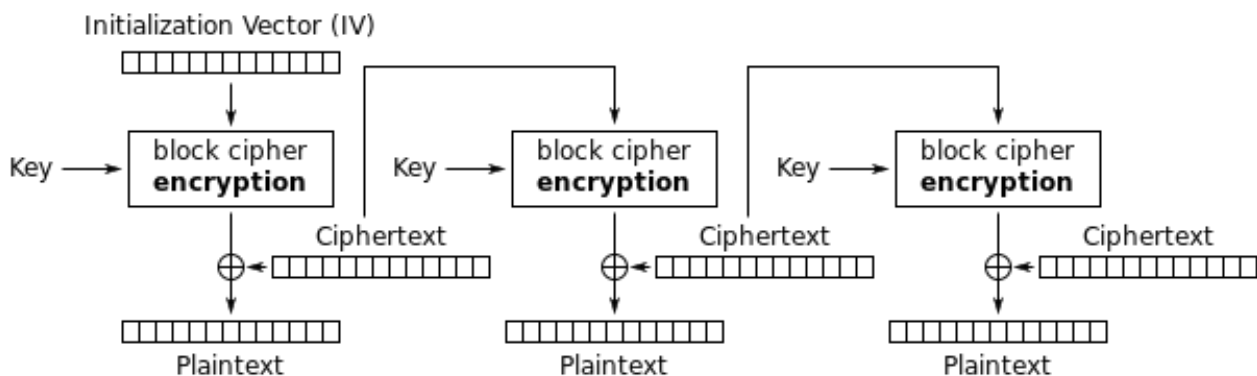 Initialization Vector (IV)
Key
block cipher
encryption
Key
block cipher
encryption
Key
block cipher
encryption
Ciphertext
Ciphertext
Ciphertext
Plaintext
Plaintext
Plaintext